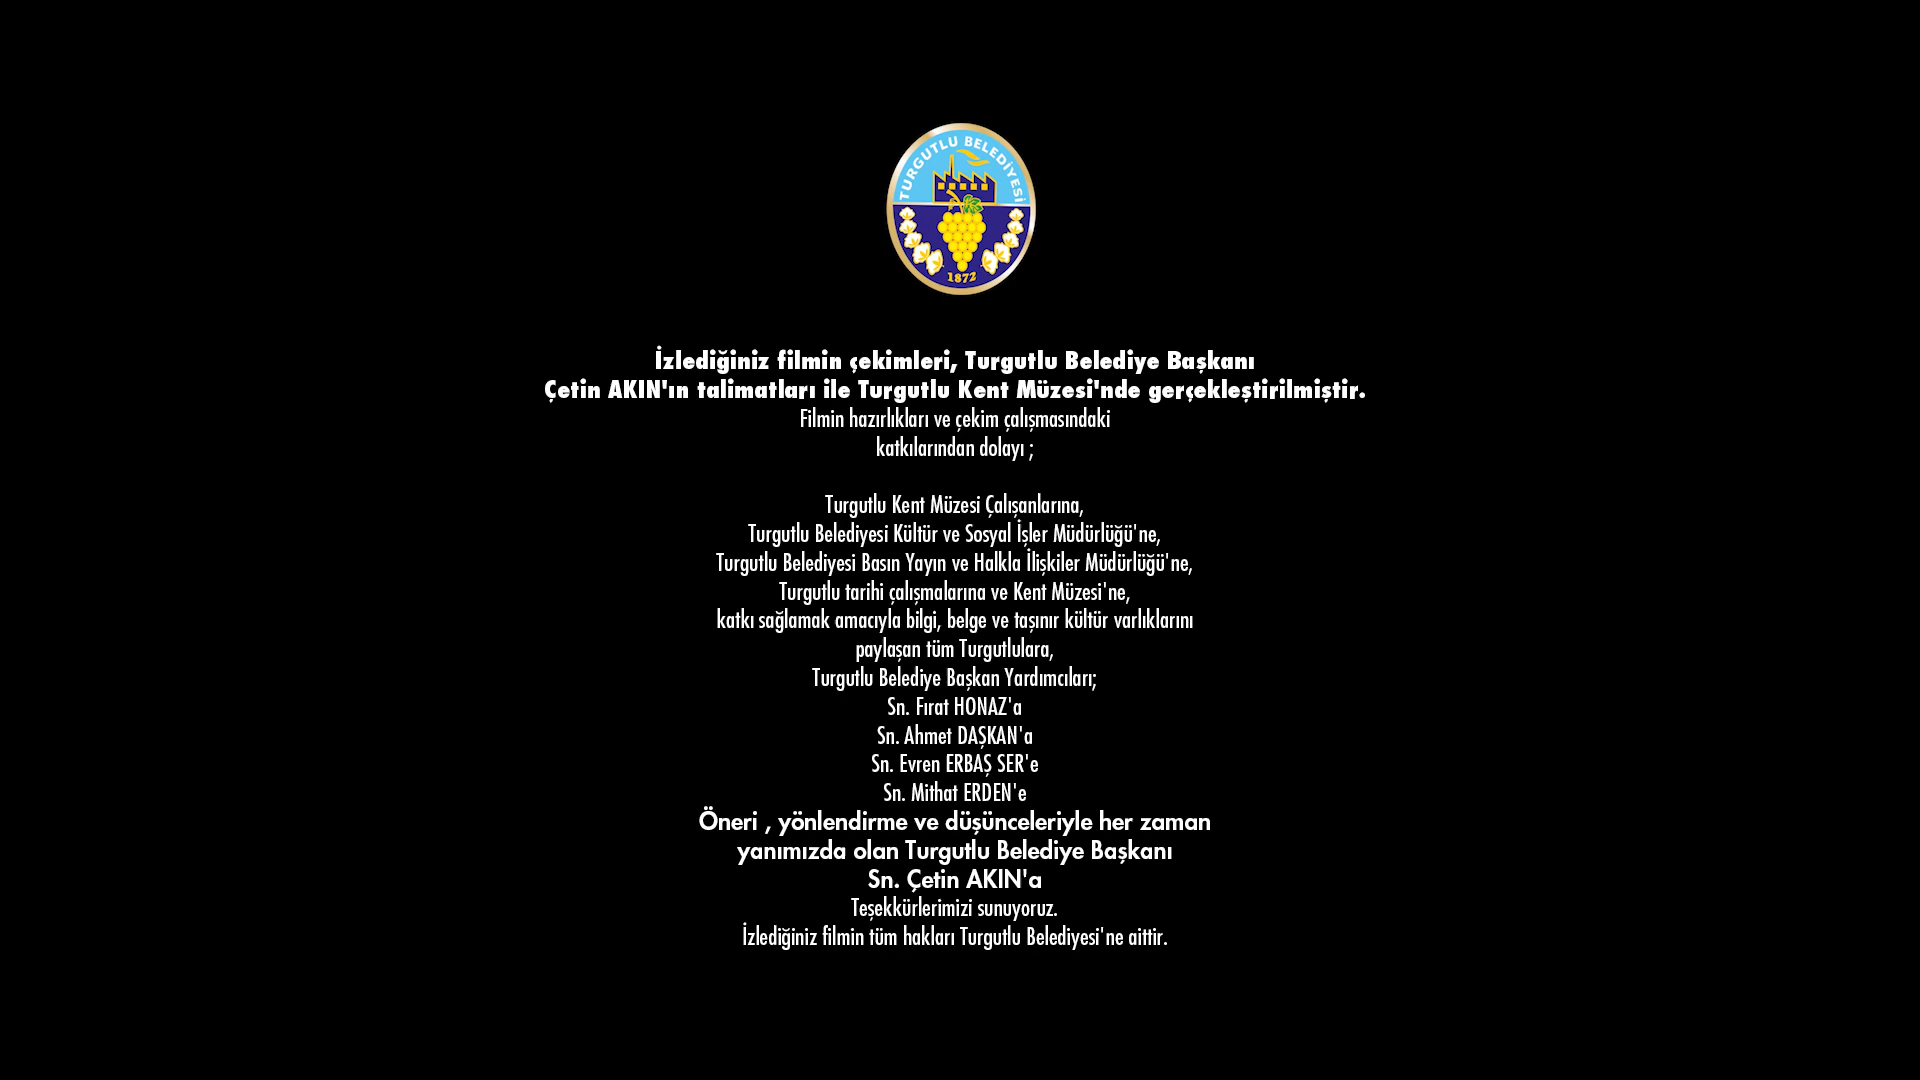 TURGUTLU BELEDİYESİ
1872
İzlediğiniz filmin çekimleri, Turgutlu Belediye Başkanı
Çetin AKIN'ın talimatları ile Turgutlu Kent Müzesi'nde gerçekleştirilmiştir.
Filmin hazırlıkları ve çekim çalışmasındaki
katkılarından dolayı ;
Turgutlu Kent Müzesi Çalışanlarına,
Turgutlu Belediyesi Kültür ve Sosyal İşler Müdürlüğü'ne,
Turgutlu Belediyesi Basın Yayın ve Halkla İlişkiler Müdürlüğü'ne,
Turgutlu tarihi çalışmalarına ve Kent Müzesi'ne,
katkı sağlamak amacıyla bilgi, belge ve taşınır kültür varlıklarını
paylaşan tüm Turgutlulara,
Turgutlu Belediye Başkan Yardımcıları;
Sn. Fırat HONAZ'a
Sn. Ahmet DAŞKAN'a
Sn. Evren ERBAŞ SER'e
Sn. Mithat ERDEN'e
Öneri , yönlendirme ve düşünceleriyle her zaman
yanımızda olan Turgutlu Belediye Başkanı
Sn. Çetin AKIN'a
Teşekkürlerimizi sunuyoruz.
İzlediğiniz filmin tüm hakları Turgutlu Belediyesi'ne aittir.